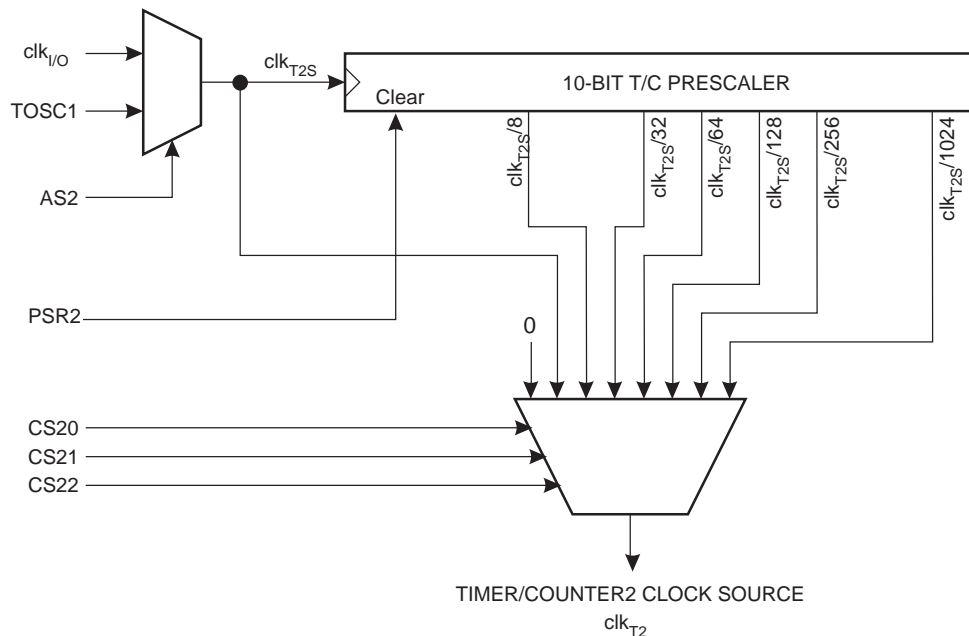 clkI/O
TOSC1
AS2
PSR2
clkT2S
10-BIT T/C PRESCALER
Clear
clkT2S/8
clkT2S/32
clkT2S/64
clkT2S/128
clkT2S/256
clkT2S/1024
0
CS20
CS21
CS22
TIMER/COUNTER2 CLOCK SOURCE
clkT2